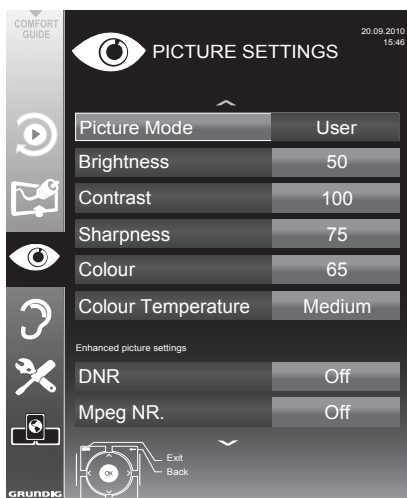 COMFORT
GUIDE
PICTURE SETTINGS
20.09.2010
15:46
Picture Mode User
Brightness 50
Contrast 100
Sharpness 75
Colour 65
Colour Temperature Medium
Enhanced picture settings
DNR Off
Mpeg NR. Off
Exit
Back
OK
GRUNDIG